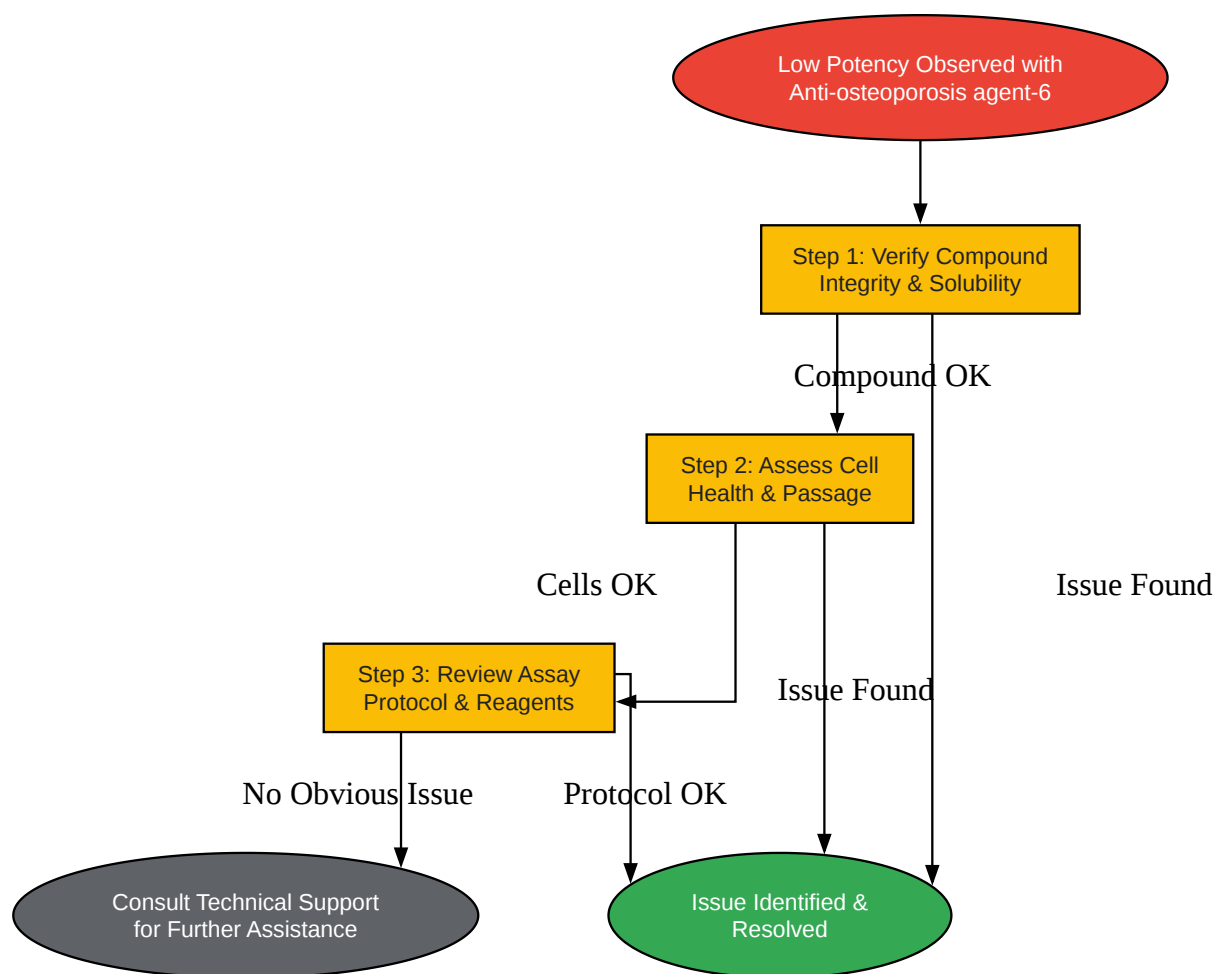 Low Potency Observed with
Anti-osteoporosis agent-6
Step 1: Verify Compound
Integrity & Solubility
Compound OK
Step 2: Assess Cell
Health & Passage
Cells OK
Issue Found
Step 3: Review Assay
Protocol & Reagents
Issue Found
No Obvious Issue
Protocol OK
Consult Technical Support
for Further Assistance
Issue Identified &
Resolved